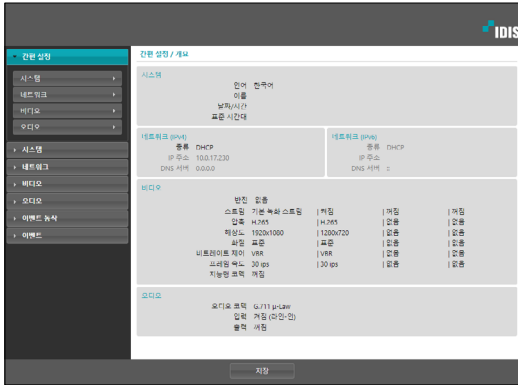 IDIS
간편 설정
시스템
네트워크
비디오
오디오
시스템
네트워크
비디오
오디오
이벤트 동작
이벤트
간편 설정 / 개요
시스템
언어 한국어
이름
날짜/시간
표준 시간대
네트워크 (IPv4)
종류 DHCP
IP 주소 10.0.17.230
DNS 서버 0.0.0.0
네트워크 (IPv6)
종류 DHCP
IP 주소
DNS 서버 ::
비디오
반전 없음
스트림 기본 녹화 스트림 | 켜짐 | 꺼짐 | 꺼짐
압축 H.265 | H.265 | 없음 | 없음
해상도 1920x1080 | 1280x720 | 없음 | 없음
화질 표준 | 표준 | 없음 | 없음
비트레이트 제어 VBR | VBR | 없음 | 없음
프레임 속도 30 ips | 30 ips | 없음 | 없음
지능형 코덱 꺼짐
오디오
오디오 코덱 G.711 μ-Law
입력 (라인-인)
출력 꺼짐
저장